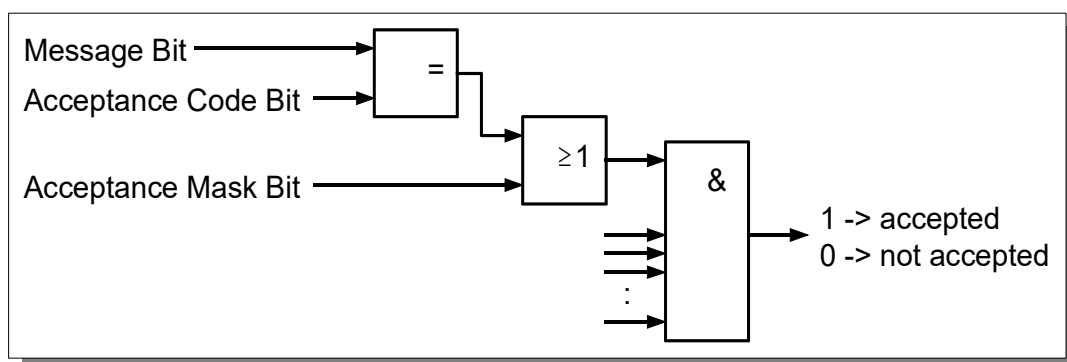 Message Bit
=
Acceptance Code Bit
≥1
Acceptance Mask Bit
&
1 -> accepted
0 -> not accepted
: